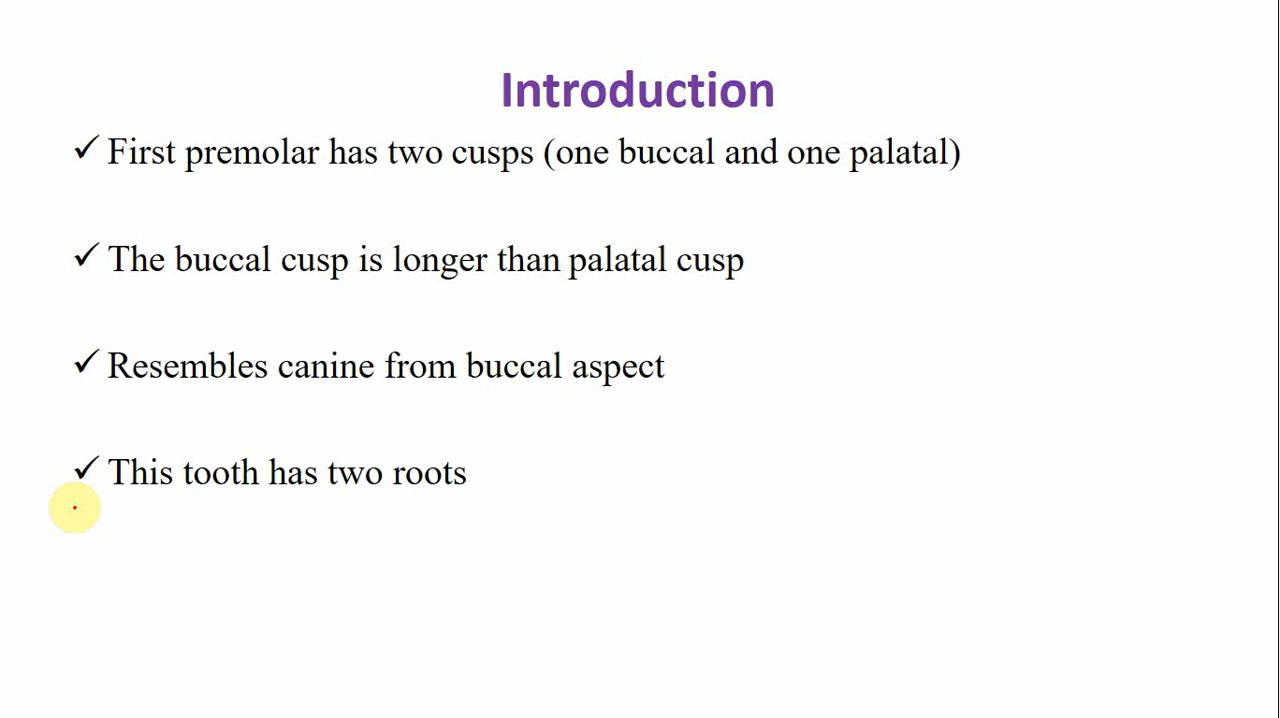 Introduction
✓ First premolar has two cusps (one buccal and one palatal)
✓ The buccal cusp is longer than palatal cusp
✓ Resembles canine from buccal aspect
✓ This tooth has two roots